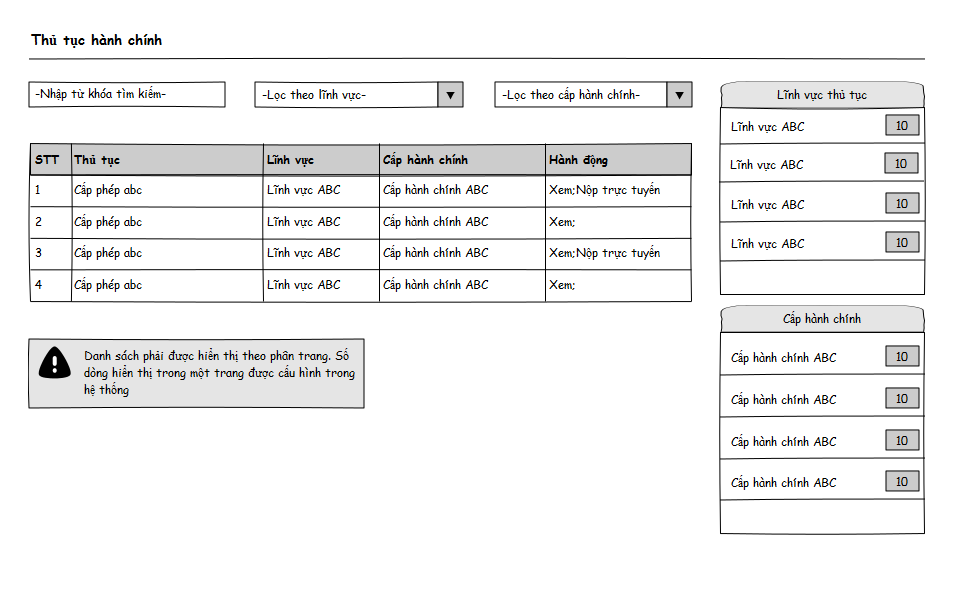 Thủ tục hành chính
-Nhập từ khóa tìm kiếm-
-Lọc theo lĩnh vực-
-Lọc theo cấp hành chính-
STT Thủ tục Lĩnh vực Cấp hành chính Hành động
1 Cấp phép abc Lĩnh vực ABC Cấp hành chính ABC Xem;Nộp trực tuyến
2 Cấp phép abc Lĩnh vực ABC Cấp hành chính ABC Xem;
3 Cấp phép abc Lĩnh vực ABC Cấp hành chính ABC Xem;Nộp trực tuyến
4 Cấp phép abc Lĩnh vực ABC Cấp hành chính ABC Xem;
Danh sách phải được hiển thị theo phân trang. Số
dòng hiển thị trong một trang được cấu hình trong
hệ thống
Lĩnh vực thủ tục
Lĩnh vực ABC 10
Lĩnh vực ABC 10
Lĩnh vực ABC 10
Lĩnh vực ABC 10
Cấp hành chính
Cấp hành chính ABC 10
Cấp hành chính ABC 10
Cấp hành chính ABC 10
Cấp hành chính ABC 10